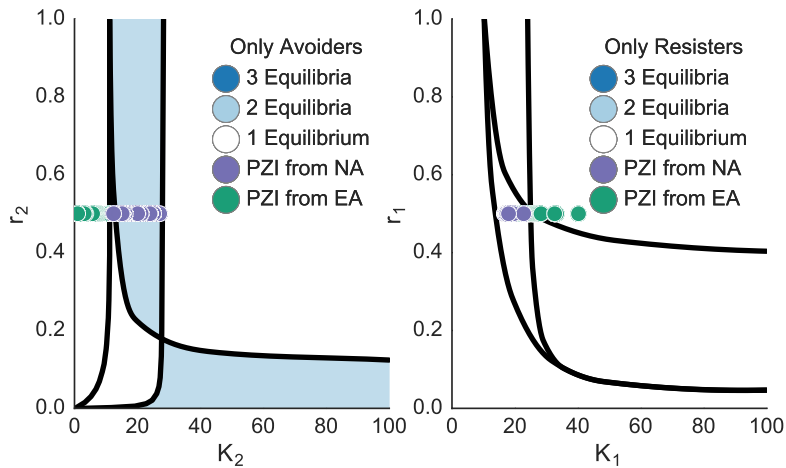 Only Avoiders
3 Equilibria
2 Equilibria
1 Equilibrium
PZI from NA
PZI from EA
1.0
0.8
0.6
0.4
0.2
0.0
r2
0 20 40 60 80 100
K2
Only Resisters
3 Equilibria
2 Equilibria
1 Equilibrium
PZI from NA
PZI from EA
1.0
0.8
0.6
0.4
0.2
0.0
r1
0 20 40 60 80 100
K1